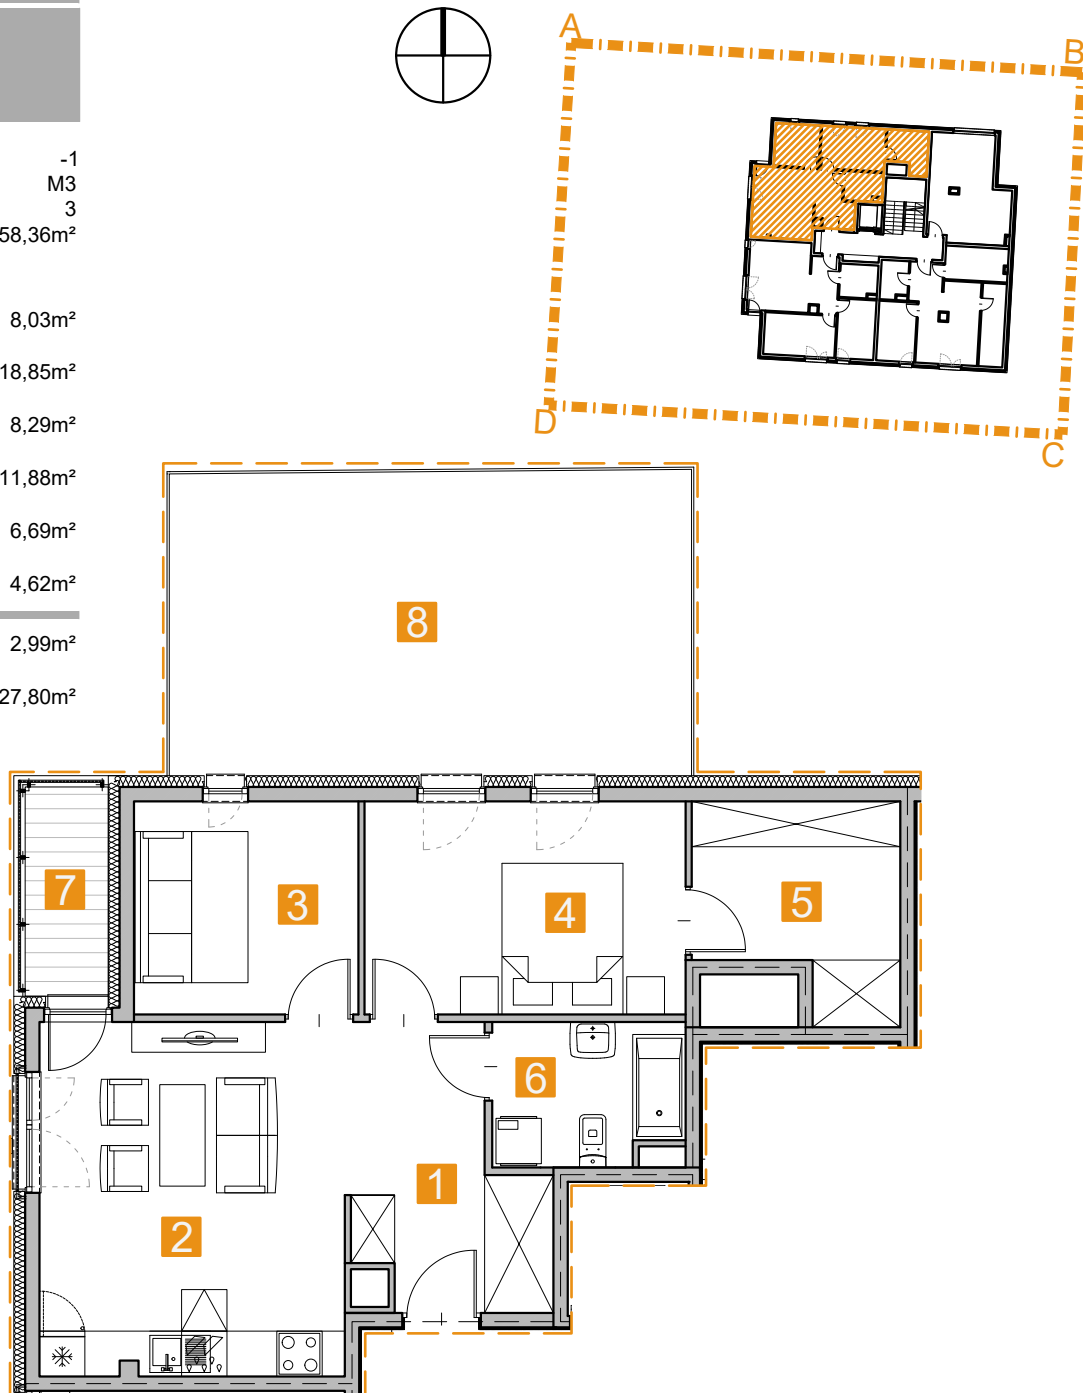 -1
M3
3
58,36m²
8,03m²
18,85m²
8,29m²
11,88m²
6,69m²
4,62m²
2,99m²
27,80m²
A
B
D
C
8
7
3
4
5
6
1
2